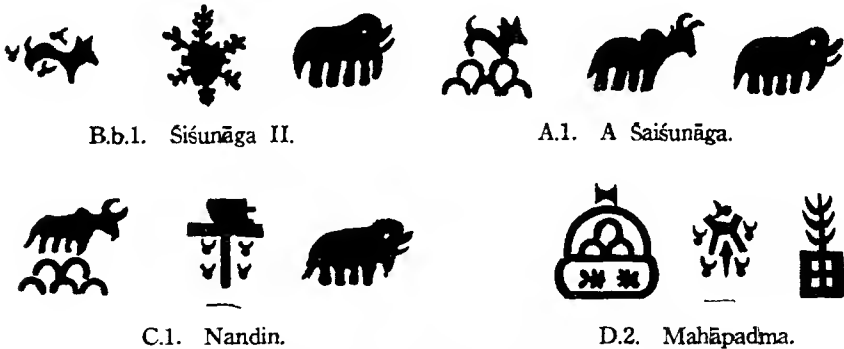 B.b.1. Śiśunāga II.
A.1. A Śaiśunāga.
C.1. Nandin.
D.2. Mahāpadma.